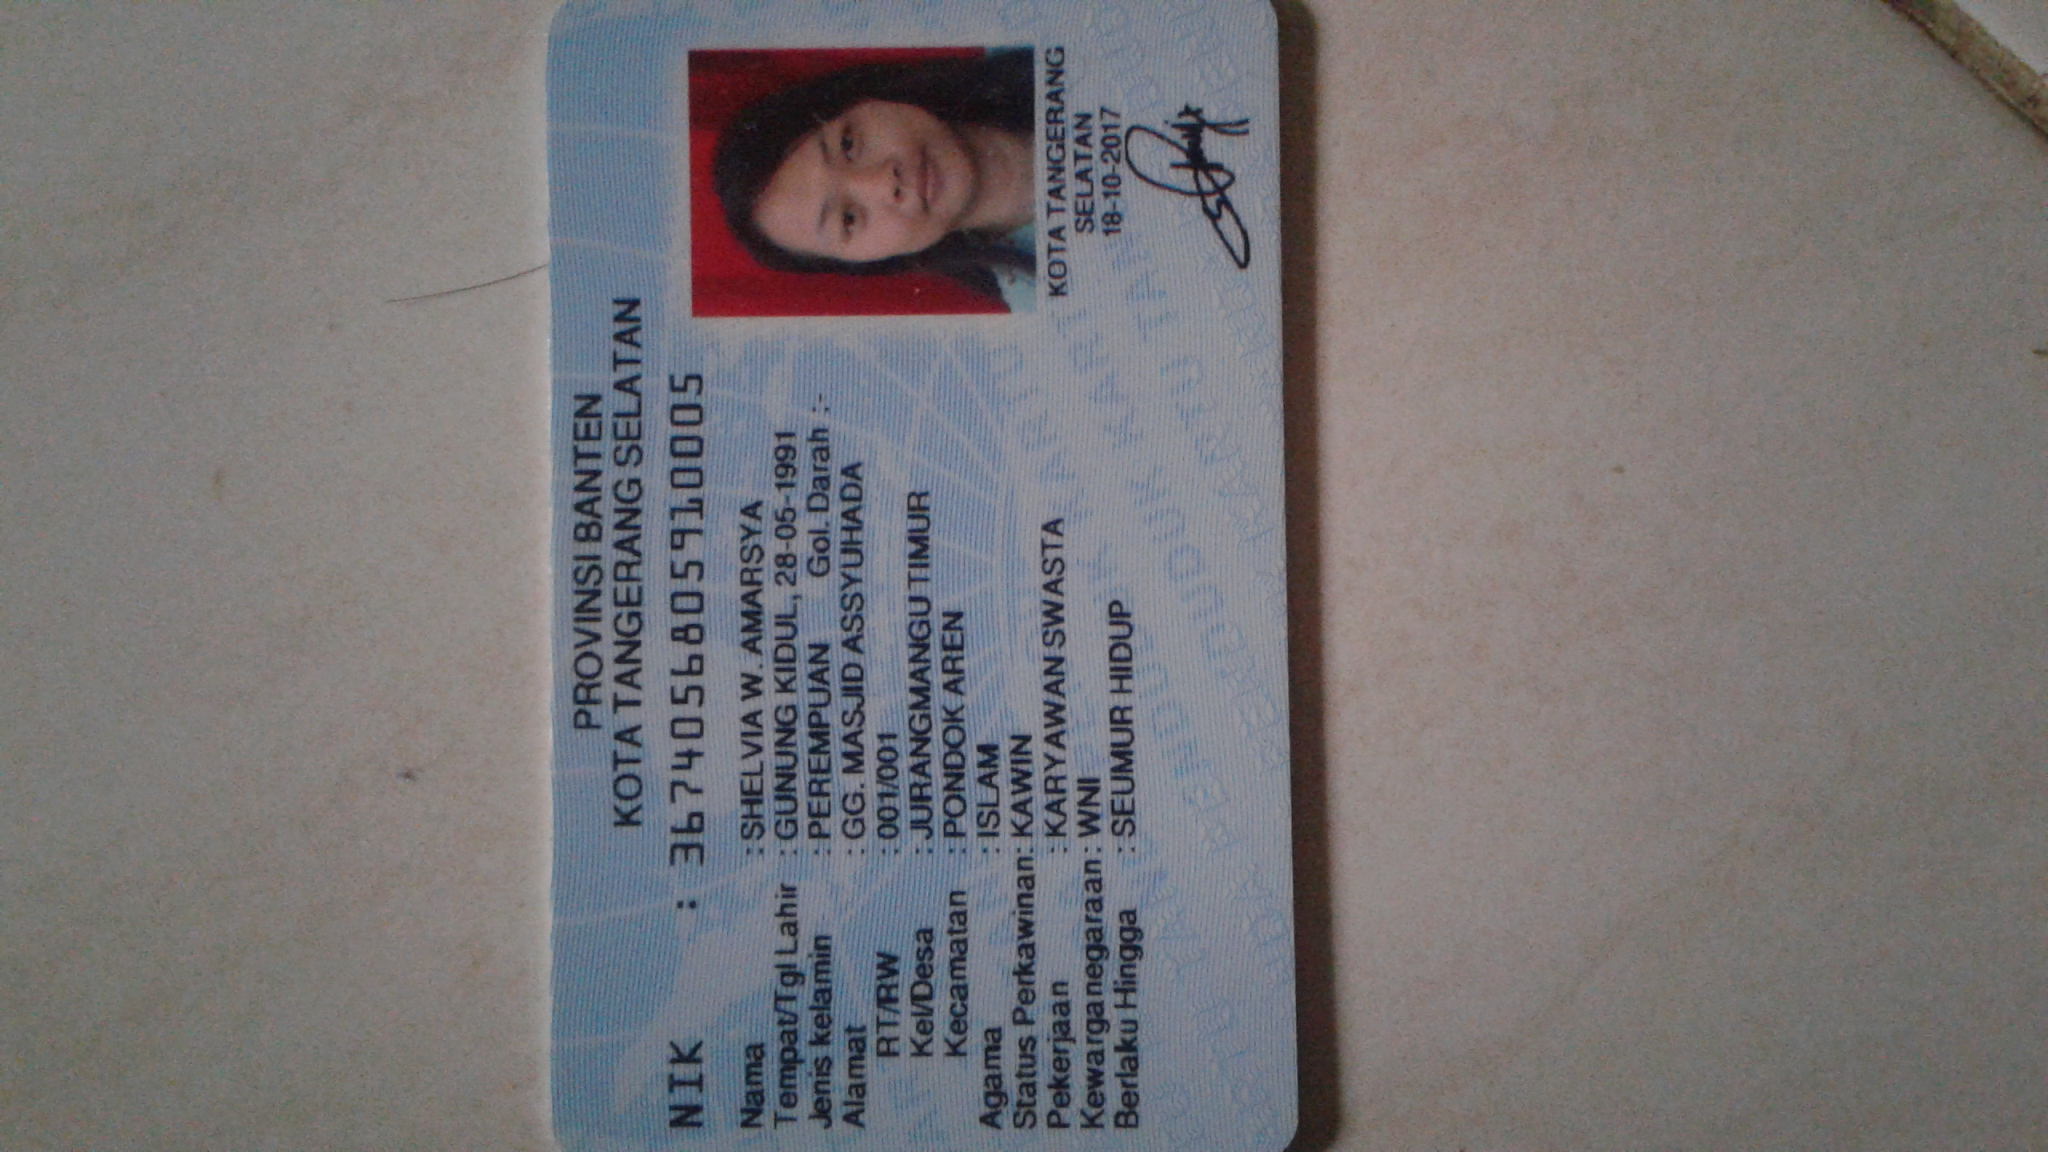 PROVINSI BANTEN
KOTA TANGERANG SELATAN
NIK : 3674056805910005
Nama : SHELVIA W. AMARSYA
Tempat/Tgl Lahir : GUNUNG KIDUL, 28-05-1991
Jenis kelamin : PEREMPUAN Gol. Darah :-
Alamat : GG. MASJID ASSYUHADA
RT/RW : 001/001
Kel/Desa : JURANGMANGU TIMUR
Kecamatan : PONDOK AREN
Agama : ISLAM
Status Perkawinan: KAWIN
Pekerjaan : KARYAWAN SWASTA
Kewarganegaraan: WNI
Berlaku Hingga : SEUMUR HIDUP
KOTA TANGERANG
SELATAN
18-10-2017